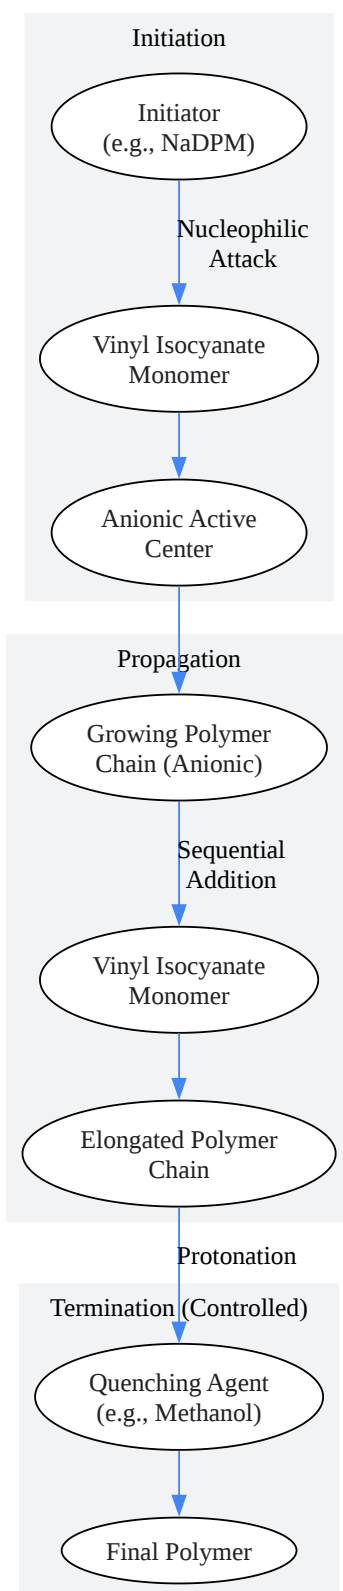 Initiation
Initiator
(e.g., NaDPM)
Nucleophilic
Attack
Vinyl Isocyanate
Monomer
Anionic Active
Center
Propagation
Growing Polymer
Chain (Anionic)
Sequential
Addition
Vinyl Isocyanate
Monomer
Elongated Polymer
Chain
Protonation
Termination (Controlled)
Quenching Agent
(e.g., Methanol)
Final Polymer